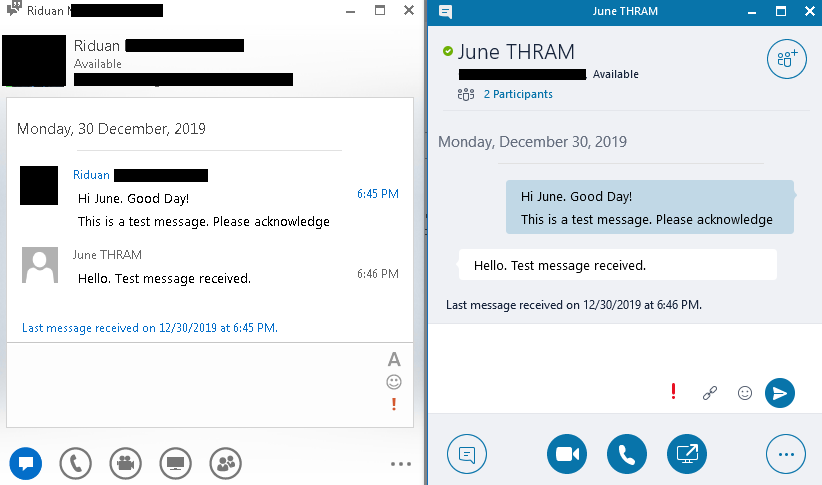 Riduan
Riduan
Available
Monday, 30 December, 2019
Riduan
Hi June. Good Day!
6:45 PM
This is a test message. Please acknowledge
June THRAM
Hello. Test message received.
6:46 PM
Last message received on 12/30/2019 at 6:45 PM.
A
June THRAM
June THRAM
Available
2 Participants
Monday, December 30, 2019
Hi June. Good Day!
This is a test message. Please acknowledge
Hello. Test message received.
Last message received on 12/30/2019 at 6:46 PM.